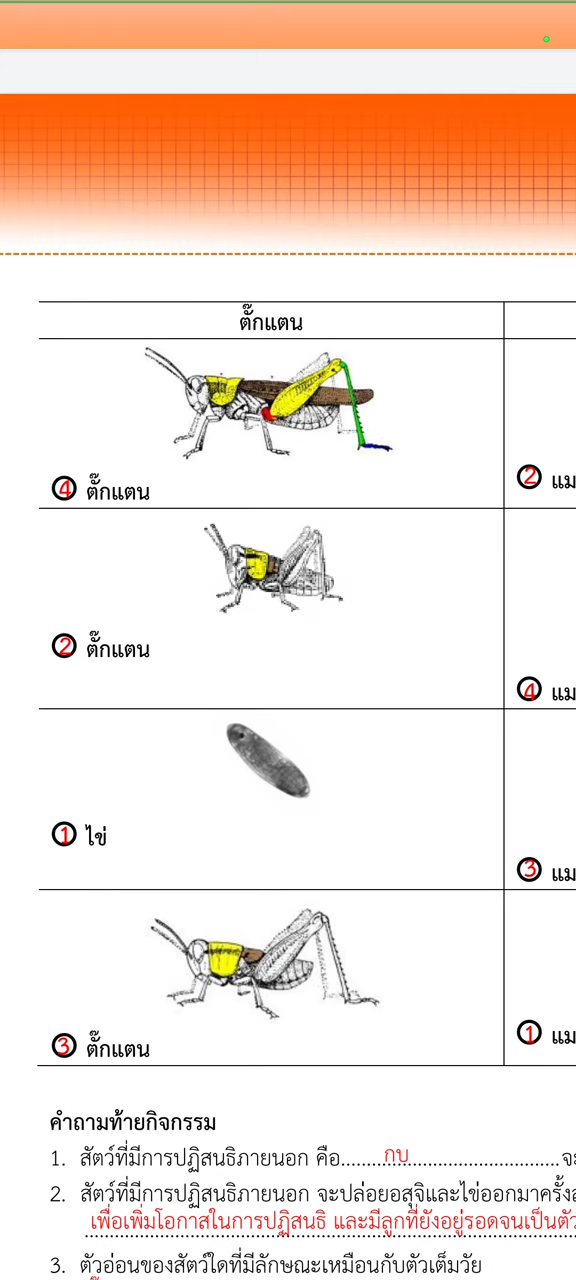 ตั๊กแตน
④ ตั๊กแตน
② แม
② ตั๊กแตน
④ แม
① ไข่
③ แม
③ ตั๊กแตน
① แม
คำถามท้ายกิจกรรม
1. สัตว์ที่มีการปฏิสนธิภายนอก คือ.....กบ.....จะ
2. สัตว์ที่มีการปฏิสนธิภายนอก จะปล่อยอสุจิและไข่ออกมาครั้งล
เพื่อเพิ่มโอกาสในการปฏิสนธิ และมีลูกที่ยังอยู่รอดจนเป็นตัว
3. ตัวอ่อนของสัตว์ใดที่มีลักษณะเหมือนกับตัวเต็มวัย